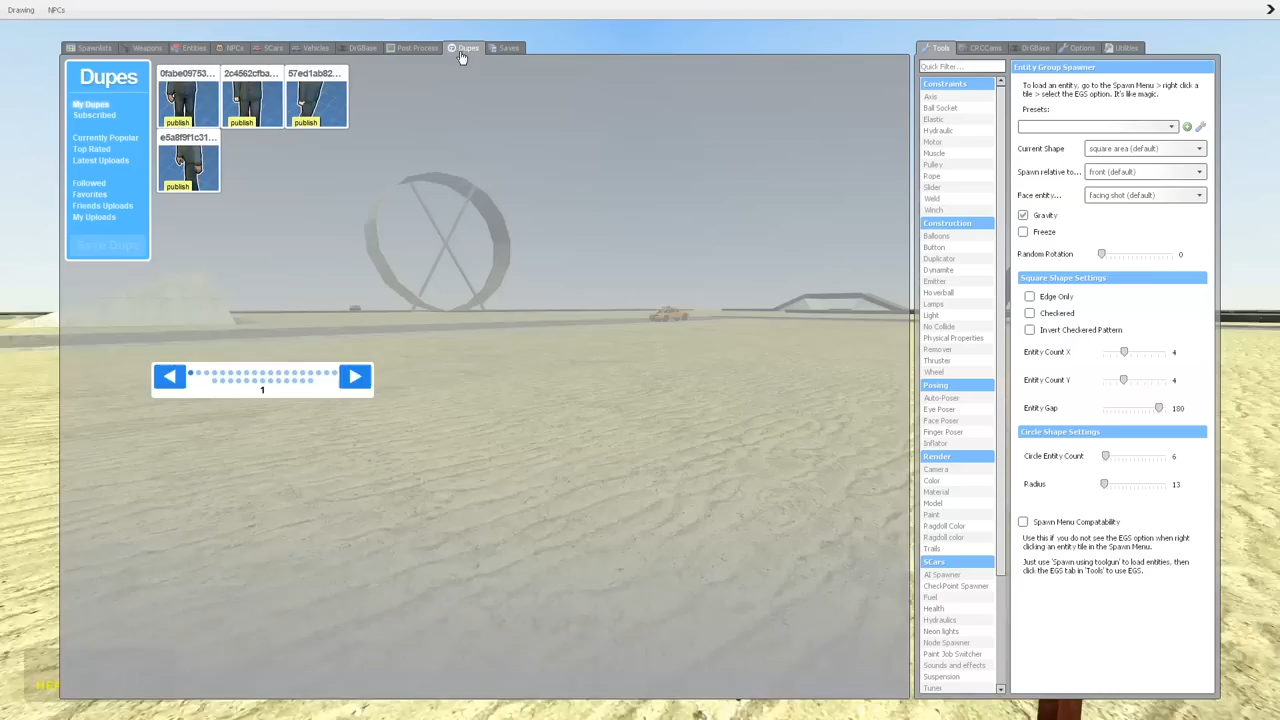 Drawing NPCs
Spawnlists Weapons Entities NPCs SCars Vehicles DrGBase Post Process Dupes Saves
Dupes
My Dupes
Subscribed
Currently Popular
Top Rated
Latest Uploads
Followed
Favorites
Friends Uploads
My Uploads
Save Dupe
0fabe09753... 2c4562cfba... 57ed1ab82...
publish publish publish
e5a8f9f1c31...
publish
1
Tools CPCCams DrGBase Options Utilities
Quick Filter...
Constraints
Axis
Ball Socket
Elastic
Hydraulic
Motor
Muscle
Pulley
Rope
Slider
Weld
Winch
Construction
Balloons
Button
Duplicator
Dynamite
Emitter
Hoverball
Lamps
Light
No Collide
Physical Properties
Remover
Thruster
Wheel
Posing
Auto-Poser
Eye Poser
Face Poser
Finger Poser
Inflator
Render
Camera
Color
Material
Model
Paint
Ragdoll Color
Ragdoll color
Trails
SCars
AI Spawner
CheckPoint Spawner
Fuel
Health
Hydraulics
Neon lights
Node Spawner
Paint Job Switcher
Sounds and effects
Suspension
Tuner
Entity Group Spawner
To load an entity, go to the Spawn Menu > right click a
tile > select the EGS option. It's like magic.
Presets:
Current Shape square area (default)
Spawn relative to... front (default)
Face entity... facing shot (default)
Gravity
Freeze
Random Rotation 0
Square Shape Settings
Edge Only
Checkered
Invert Checkered Pattern
Entity Count X 4
Entity Count Y 4
Entity Gap 180
Circle Shape Settings
Circle Entity Count 6
Radius 13
Spawn Menu Compatability
Use this if you do not see the EGS option when right
clicking an entity tile in the Spawn Menu.
Just use 'Spawn using toolgun' to load entities, then
click the EGS tab in 'Tools' to use EGS.